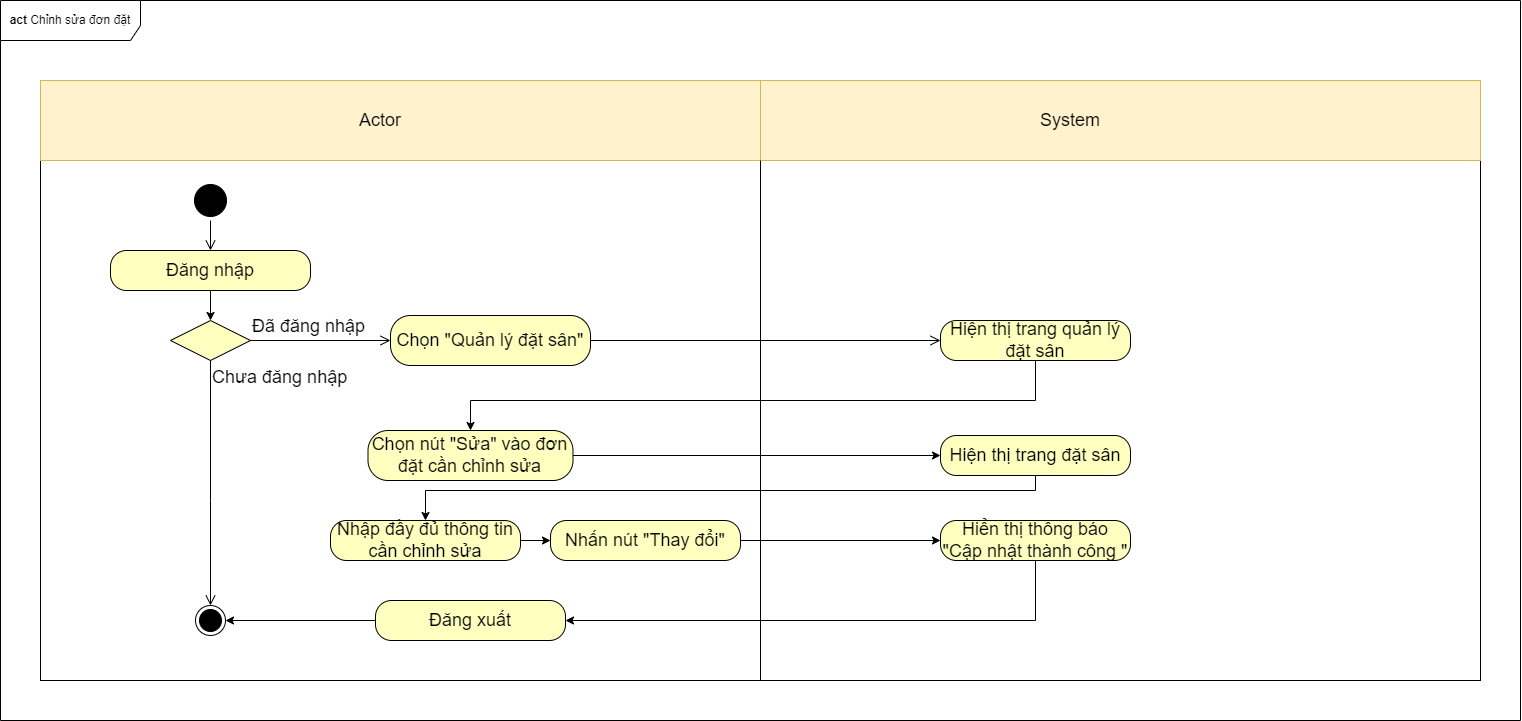 act Chỉnh sửa đơn đặt
Actor
System
Đăng nhập
Đã đăng nhập
Chọn "Quản lý đặt sân"
Hiện thị trang quản lý
đặt sân
Chưa đăng nhập
Chọn nút "Sửa" vào đơn
đặt cần chỉnh sửa
Hiện thị trang đặt sân
Nhập đầy đủ thông tin
cần chỉnh sửa
Nhấn nút "Thay đổi"
Hiển thị thông báo
"Cập nhật thành công "
Đăng xuất